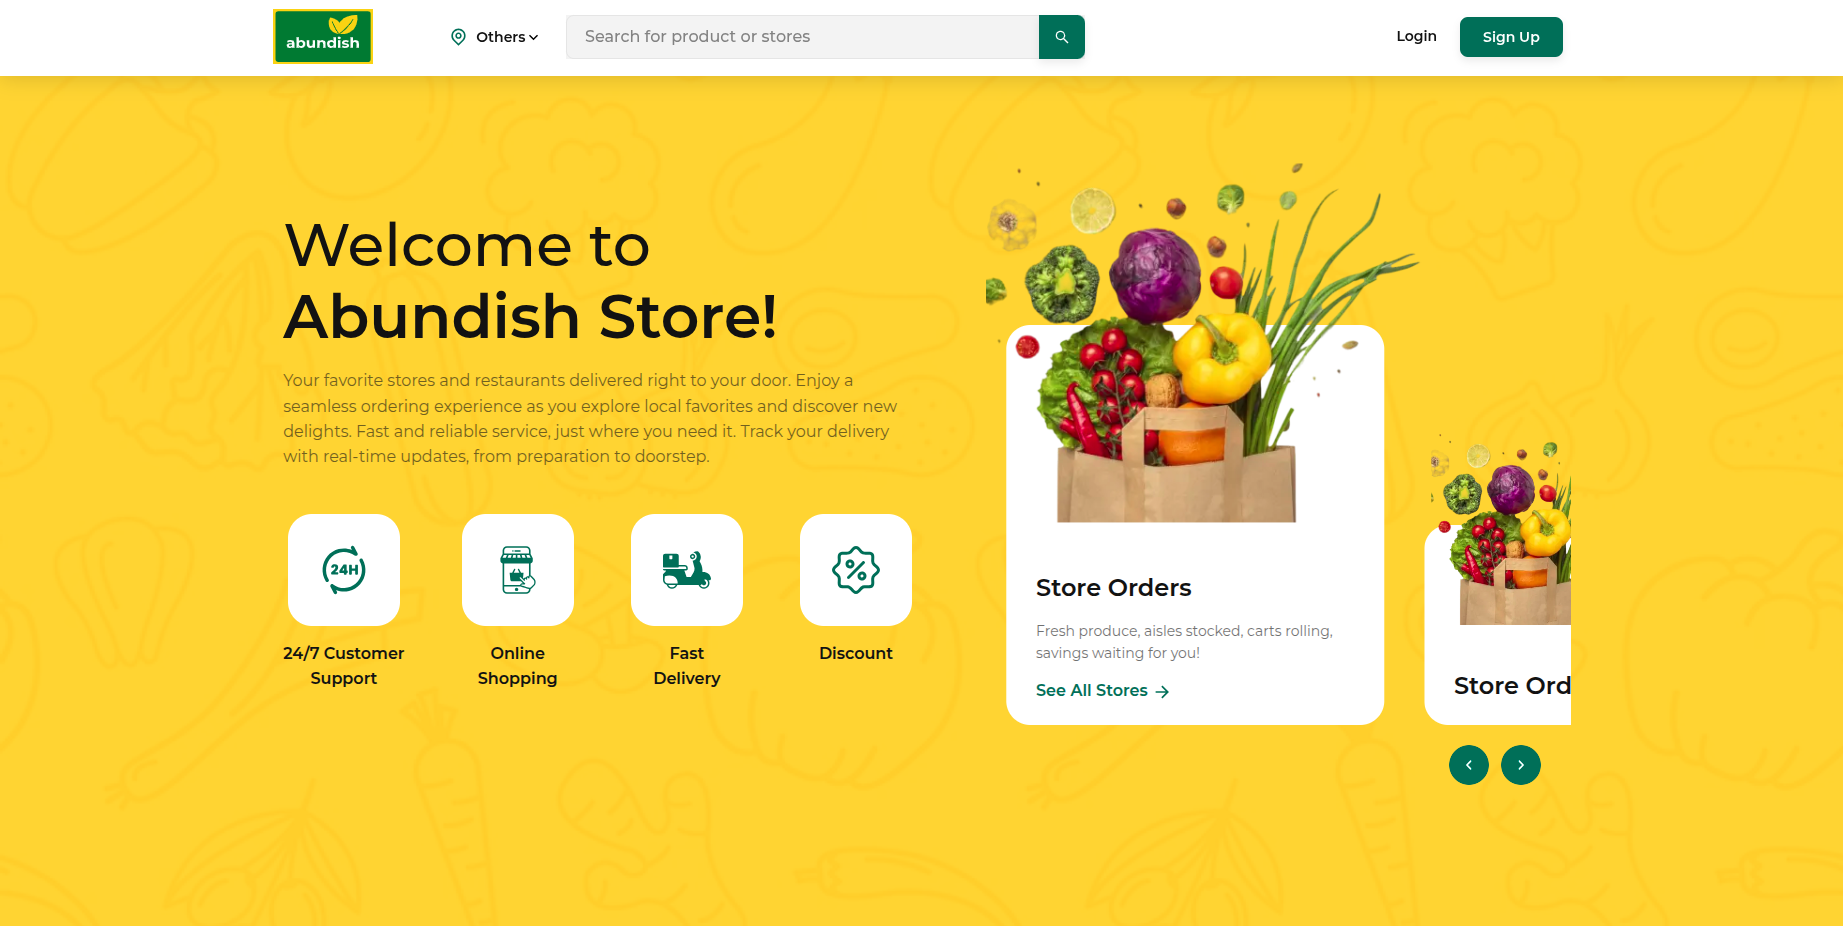 abundish
Others
Search for product or stores
Login
Sign Up
Welcome to
Abundish Store!
Your favorite stores and restaurants delivered right to your door. Enjoy a
seamless ordering experience as you explore local favorites and discover new
delights. Fast and reliable service, just where you need it. Track your delivery
with real-time updates, from preparation to doorstep.
24H
24/7 Customer
Support
Online
Shopping
Fast
Delivery
Discount
Store Orders
Fresh produce, aisles stocked, carts rolling,
savings waiting for you!
See All Stores
Store Ord